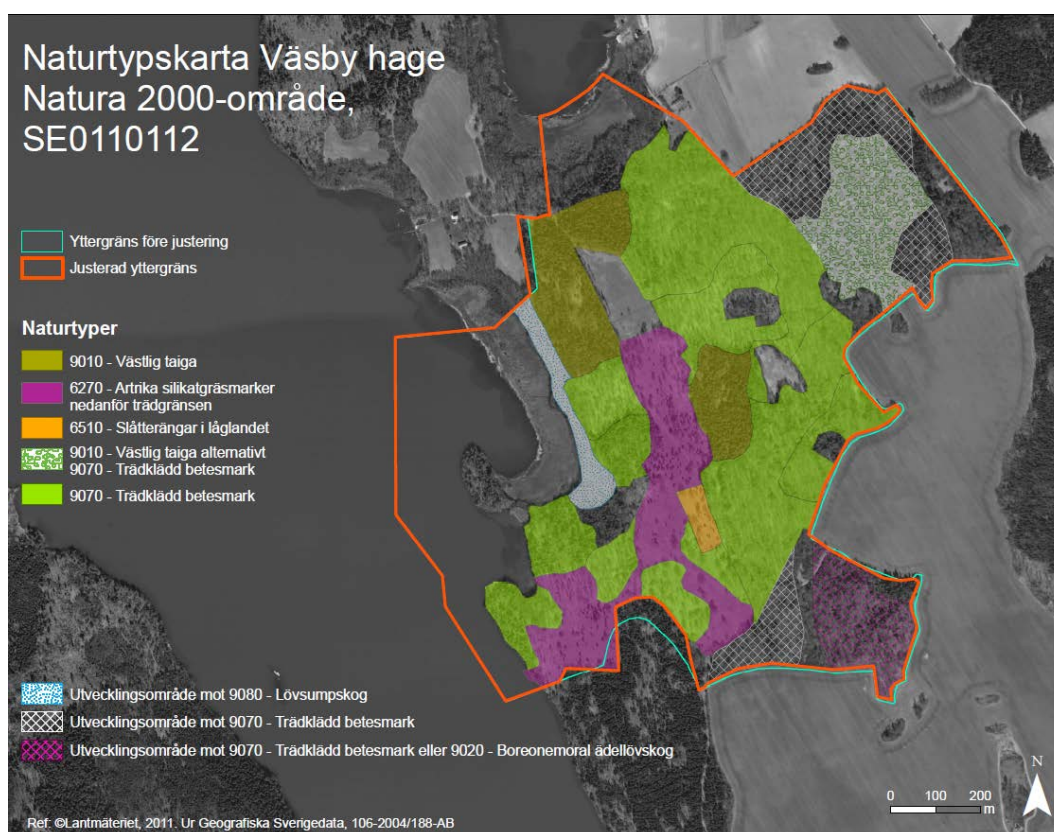 Naturtypskarta Väsby hage
Natura 2000-område,
SE0110112
Yttergräns före justering
Justerad yttergräns
Naturtyper
9010 - Västlig taiga
6270 - Artrika silikatgräsmarker
nedanför trädgränsen
6510 - Slåtterängar i låglandet
9010 - Västlig taiga alternativt
9070 - Trädklädd betesmark
9070 - Trädklädd betesmark
Utvecklingsområde mot 9080 - Lövsumpskog
Utvecklingsområde mot 9070 - Trädklädd betesmark
Utvecklingsområde mot 9070 - Trädklädd betesmark eller 9020 - Boreonemoral ädellövskog
N
0 100 200
m
Ref: ©Lantmäteriet, 2011. Ur Geografiska Sverigedata, 106-2004/188-AB